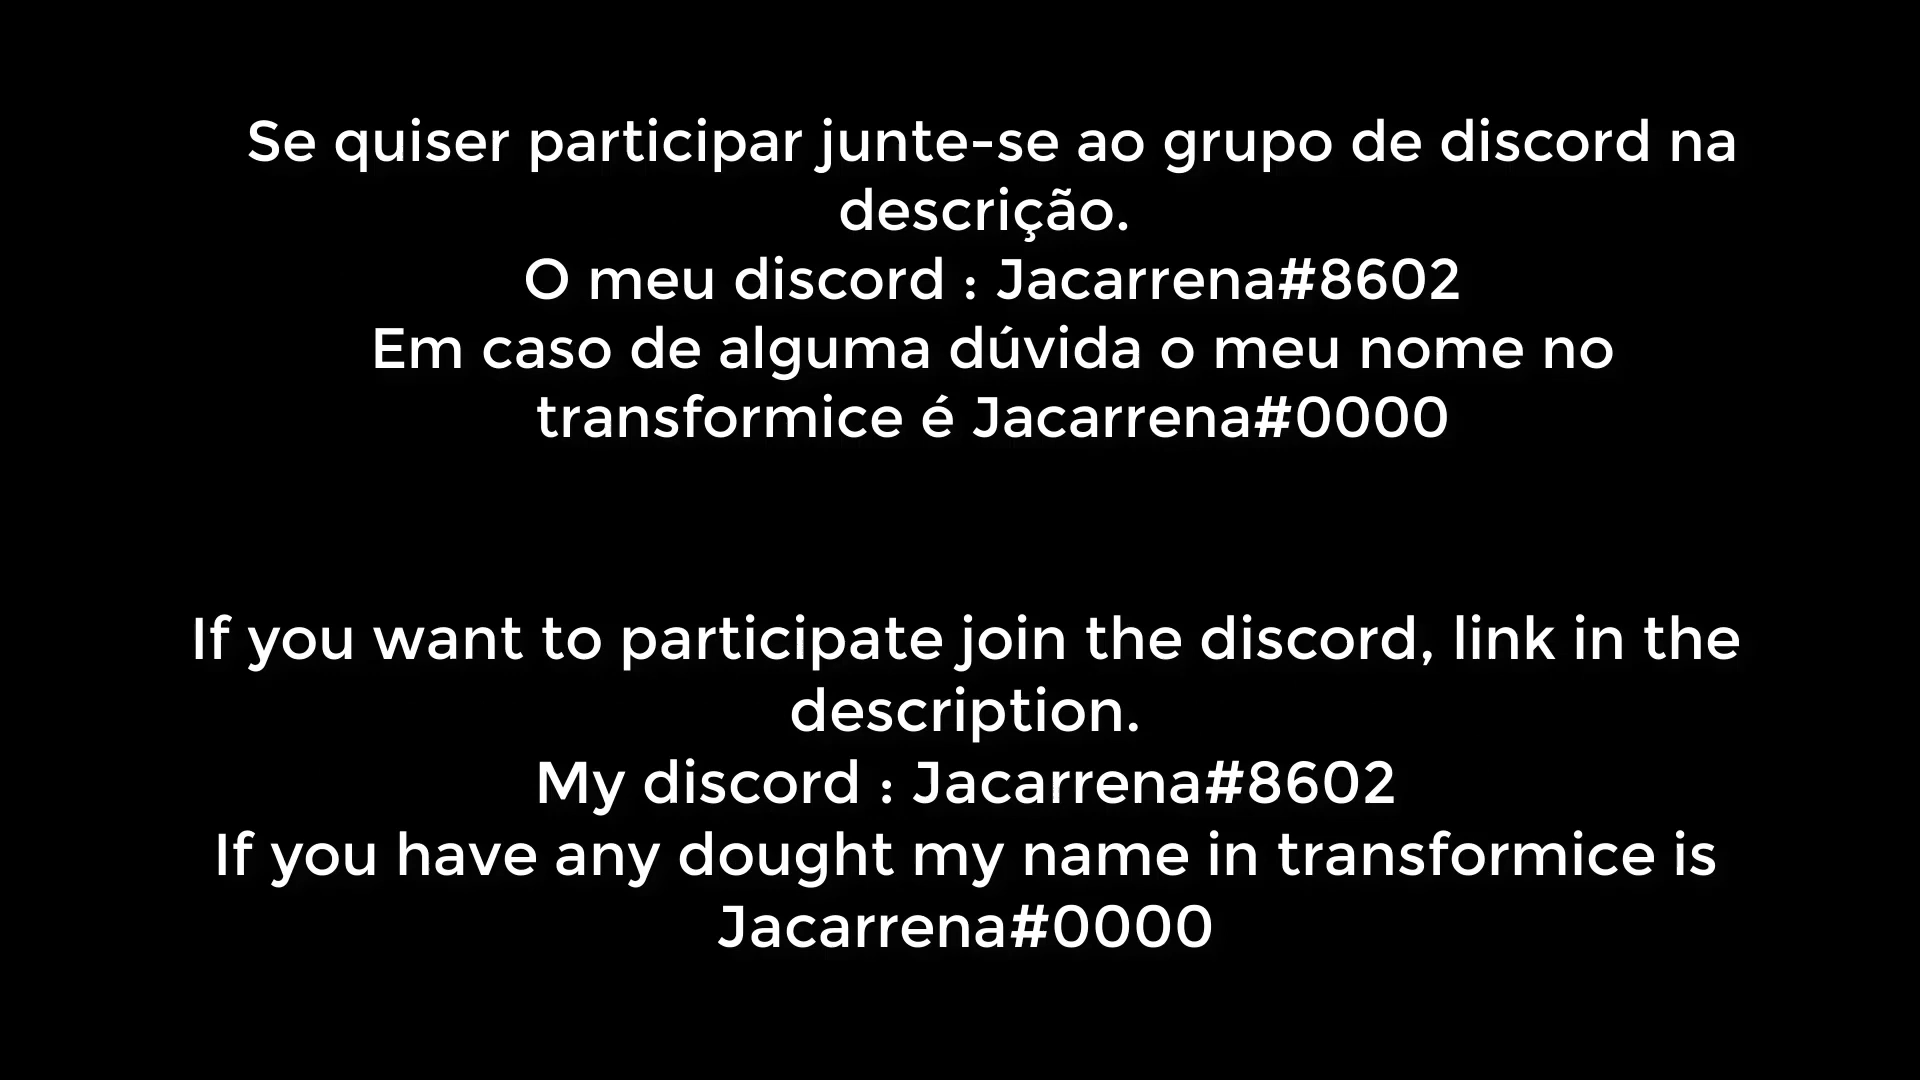 Se quiser participar junte-se ao grupo de discord na
descrição.
O meu discord : Jacarrena#8602
Em caso de alguma dúvida o meu nome no
transformice é Jacarrena#0000
If you want to participate join the discord, link in the
description.
My discord : Jacarrena#8602
If you have any dought my name in transformice is
Jacarrena#0000